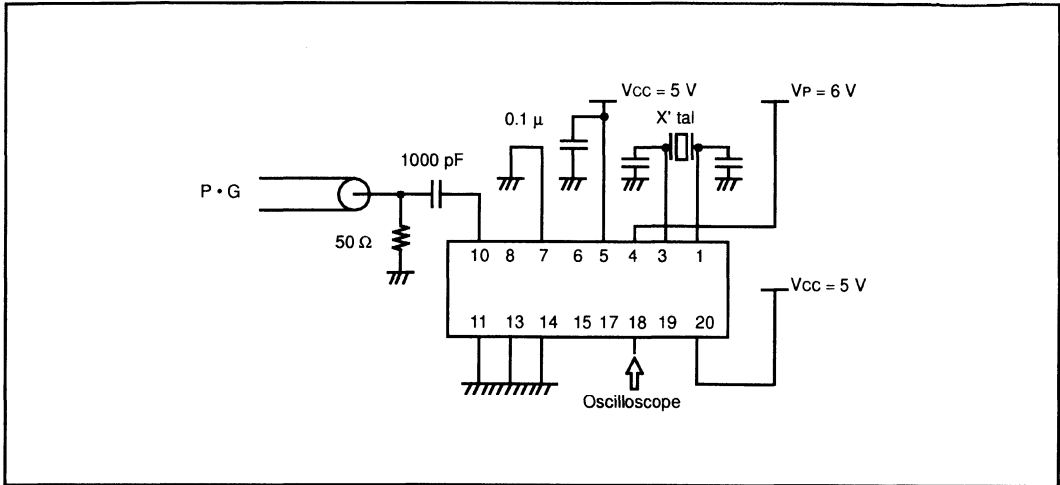 VCC = 5 V
VP = 6 V
0.1 µ
X' tal
1000 pF
P • G
50 Ω
10 8 7 6 5 4 3 1
VCC = 5 V
11 13 14 15 17 18 19 20
Oscilloscope